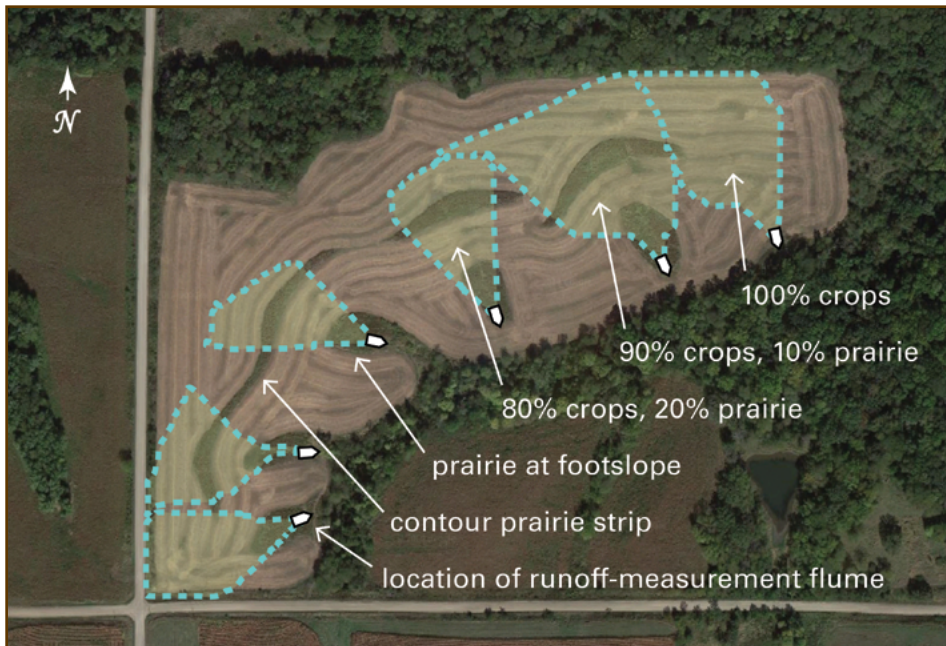 N
100% crops
90% crops, 10% prairie
80% crops, 20% prairie
prairie at footslope
contour prairie strip
location of runoff-measurement flume